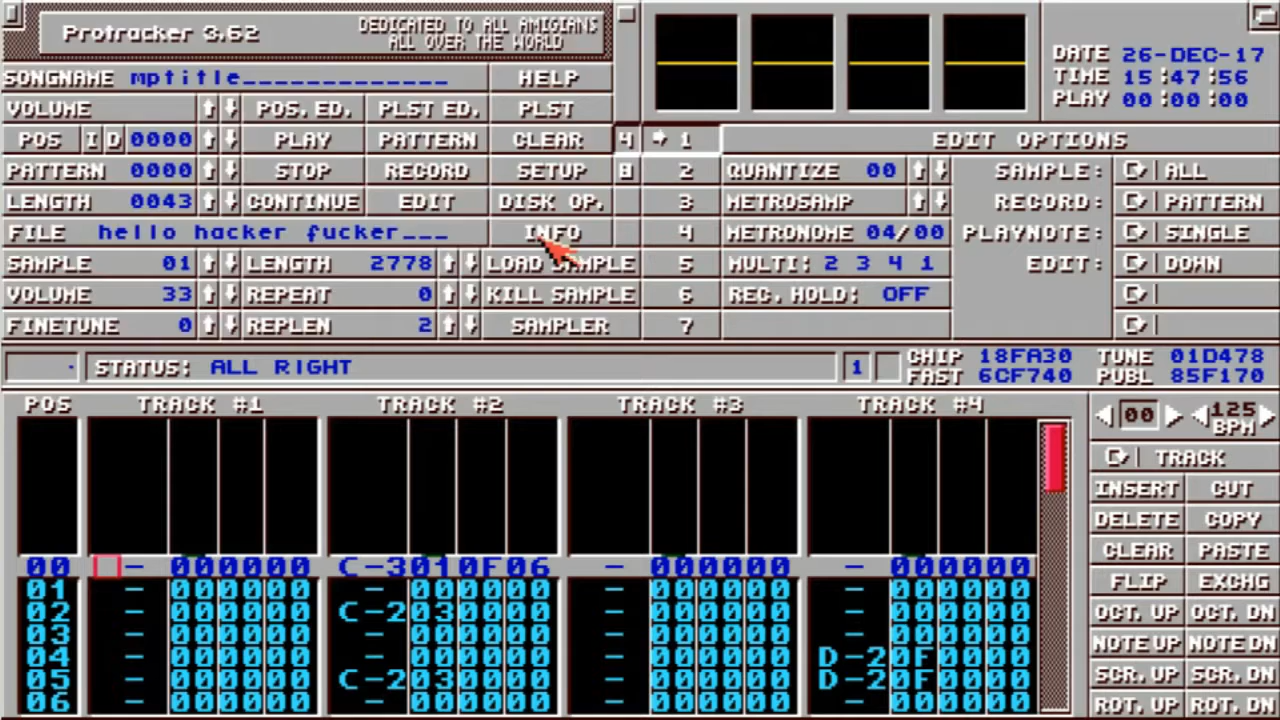 Protracker 3.62
DEDICATED TO ALL AMIGIANS
ALL OVER THE WORLD
DATE 26-DEC-17
TIME 15:47:56
PLAY 00:00:00
SONGNAME mptitle_____________ HELP
VOLUME POS. ED. PLST ED. PLST
POS I D 0000 PLAY PATTERN CLEAR 4 1 EDIT OPTIONS
PATTERN 0000 STOP RECORD SETUP 8 2 QUANTIZE 00 SAMPLE: ALL
LENGTH 0043 CONTINUE EDIT DISK OP. 3 METROSAMP RECORD: PATTERN
FILE hello hacker fucker___ INFO 4 METRONOME 04/00 PLAYNOTE: SINGLE
SAMPLE 01 LENGTH 2778 LOAD SAMPLE 5 MULTI: 2 3 4 1 EDIT: DOWN
VOLUME 33 REPEAT 0 KILL SAMPLE 6 REC. HOLD: OFF
FINETUNE 0 REPLEN 2 SAMPLER 7
STATUS: ALL RIGHT 1 CHIP 18FA30 TUNE 01D478
FAST 6CF740 PUBL 85F170
POS TRACK #1 TRACK #2 TRACK #3 TRACK #4 00 125 BPM
TRACK
INSERT CUT
DELETE COPY
CLEAR PASTE
00 - 000000 C-3010F06 - 000000 - 000000 FLIP EXCHG
01 - 000000 - 000000 - 000000 - 000000
02 - 000000 C-2030000 - 000000 - 000000 OCT. UP OCT. DN
03 - 000000 - 000000 - 000000 - 000000 NOTE UP NOTE DN
04 - 000000 - 000000 - 000000 D-20F0000
05 - 000000 C-2030000 - 000000 D-20F0000 SCR. UP SCR. DN
06 - 000000 - 000000 - 000000 - 000000 ROT. UP ROT. DN